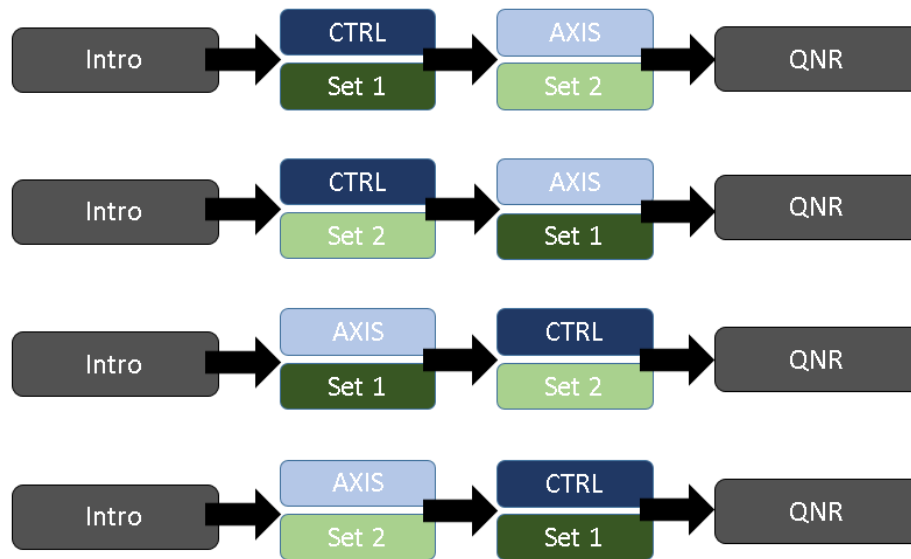 CTRL AXIS
Intro QNR
Set 1 Set 2
CTRL AXIS
Intro QNR
Set 2 Set 1
AXIS CTRL
Intro QNR
Set 1 Set 2
AXIS CTRL
Intro QNR
Set 2 Set 1